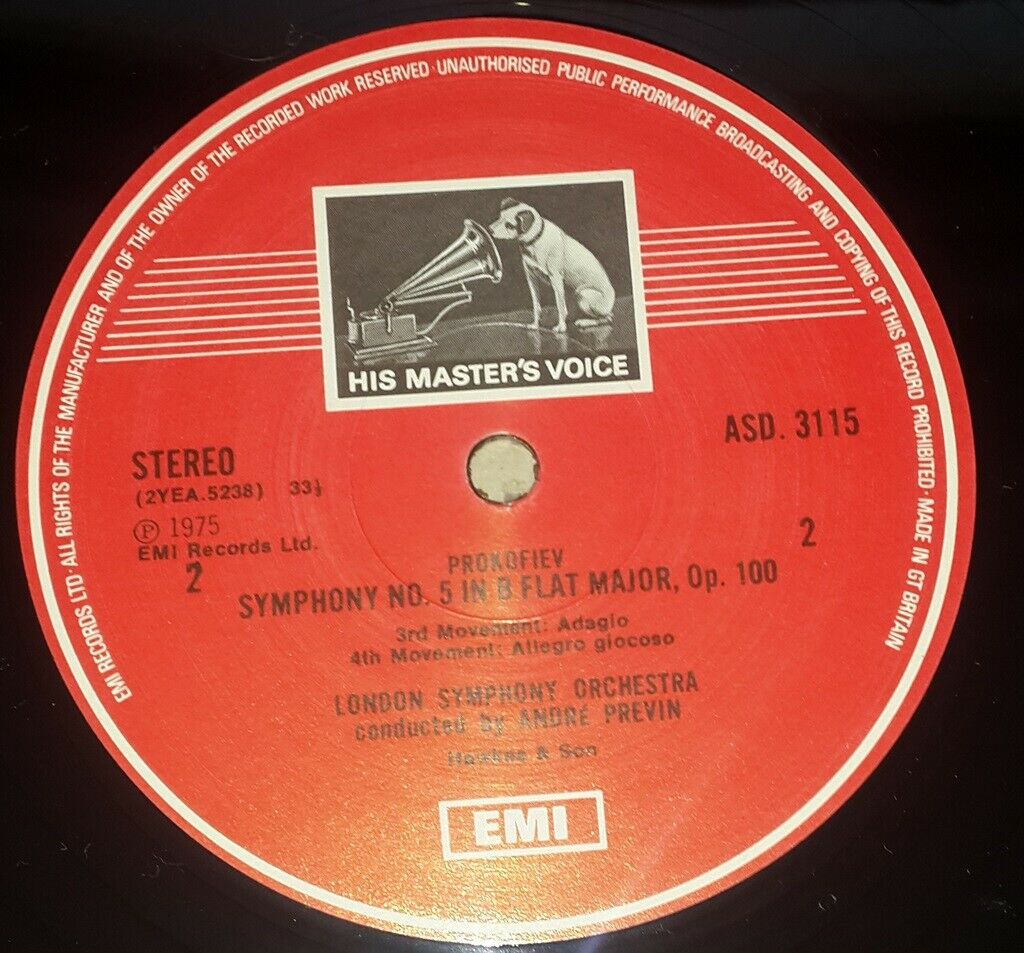 EMI RECORDS LTD · ALL RIGHTS OF THE MANUFACTURER AND OF THE OWNER OF THE RECORDED WORK RESERVED · UNAUTHORISED PUBLIC PERFORMANCE BROADCASTING AND COPYING OF THIS RECORD PROHIBITED · MADE IN GT BRITAIN
HIS MASTER'S VOICE
ASD. 3115
STEREO
(2YEA.5238) 33⅓
℗ 1975
EMI Records Ltd.
2 2
PROKOFIEV
SYMPHONY NO. 5 IN B FLAT MAJOR, Op. 100
3rd Movement: Adagio
4th Movement: Allegro giocoso
LONDON SYMPHONY ORCHESTRA
conducted by ANDRÉ PREVIN
Hawkes & Son
EMI